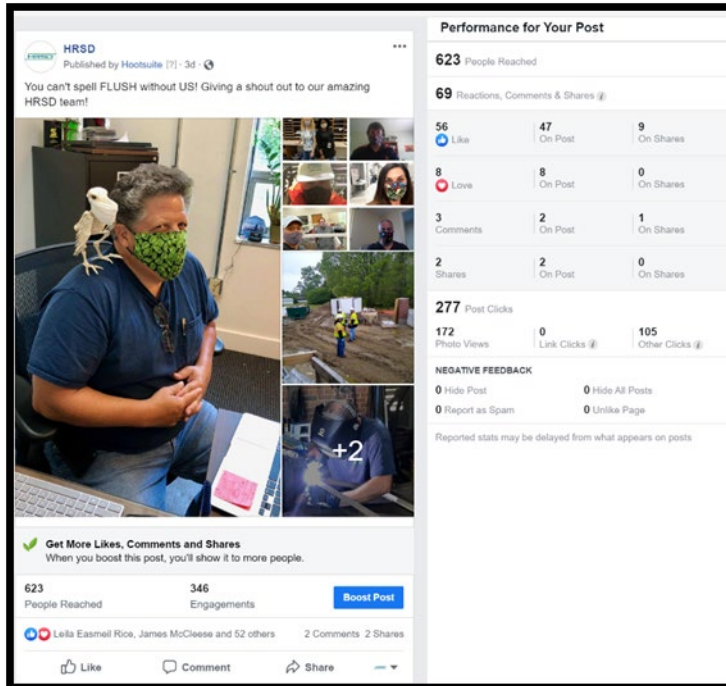 HRSD
HRSD
Published by Hootsuite [?] · 3d ·
You can't spell FLUSH without US! Giving a shout out to our amazing
HRSD team!
+2
Get More Likes, Comments and Shares
When you boost this post, you'll show it to more people.
623
People Reached
346
Engagements
Boost Post
Leila Easmeil Rice, James McCleese and 52 others
2 Comments 2 Shares
Like
Comment
Share
Performance for Your Post
623 People Reached
69 Reactions, Comments & Shares
56
Like
47
On Post
9
On Shares
8
Love
8
On Post
0
On Shares
3
Comments
2
On Post
1
On Shares
2
Shares
2
On Post
0
On Shares
277 Post Clicks
172
Photo Views
0
Link Clicks
105
Other Clicks
NEGATIVE FEEDBACK
0 Hide Post
0 Hide All Posts
0 Report as Spam
0 Unlike Page
Reported stats may be delayed from what appears on posts